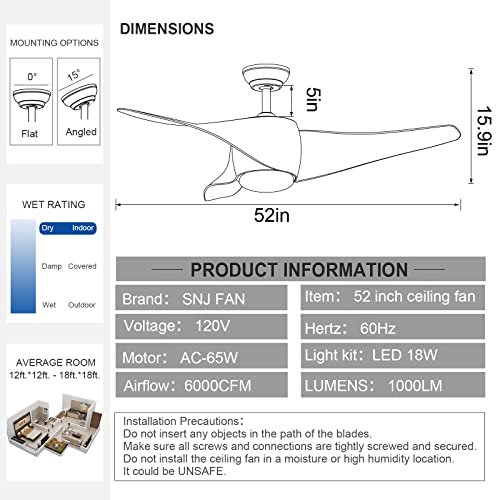 DIMENSIONS
MOUNTING OPTIONS
0° 15°
Flat Angled
5in
15.9in
52in
WET RATING
Dry Indoor
Damp Covered
Wet Outdoor
AVERAGE ROOM
12ft.*12ft. - 18ft.*18ft.
PRODUCT INFORMATION
Brand: SNJ FAN
Item: 52 inch ceiling fan
Voltage: 120V
Hertz: 60Hz
Motor: AC-65W
Light kit: LED 18W
Airflow: 6000CFM
LUMENS: 1000LM
Installation Precautions:
Do not insert any objects in the path of the blades.
Make sure all screws and connections are tightly screwed and secured.
Do not install the ceiling fan in a moisture or high humidity location.
It could be UNSAFE.